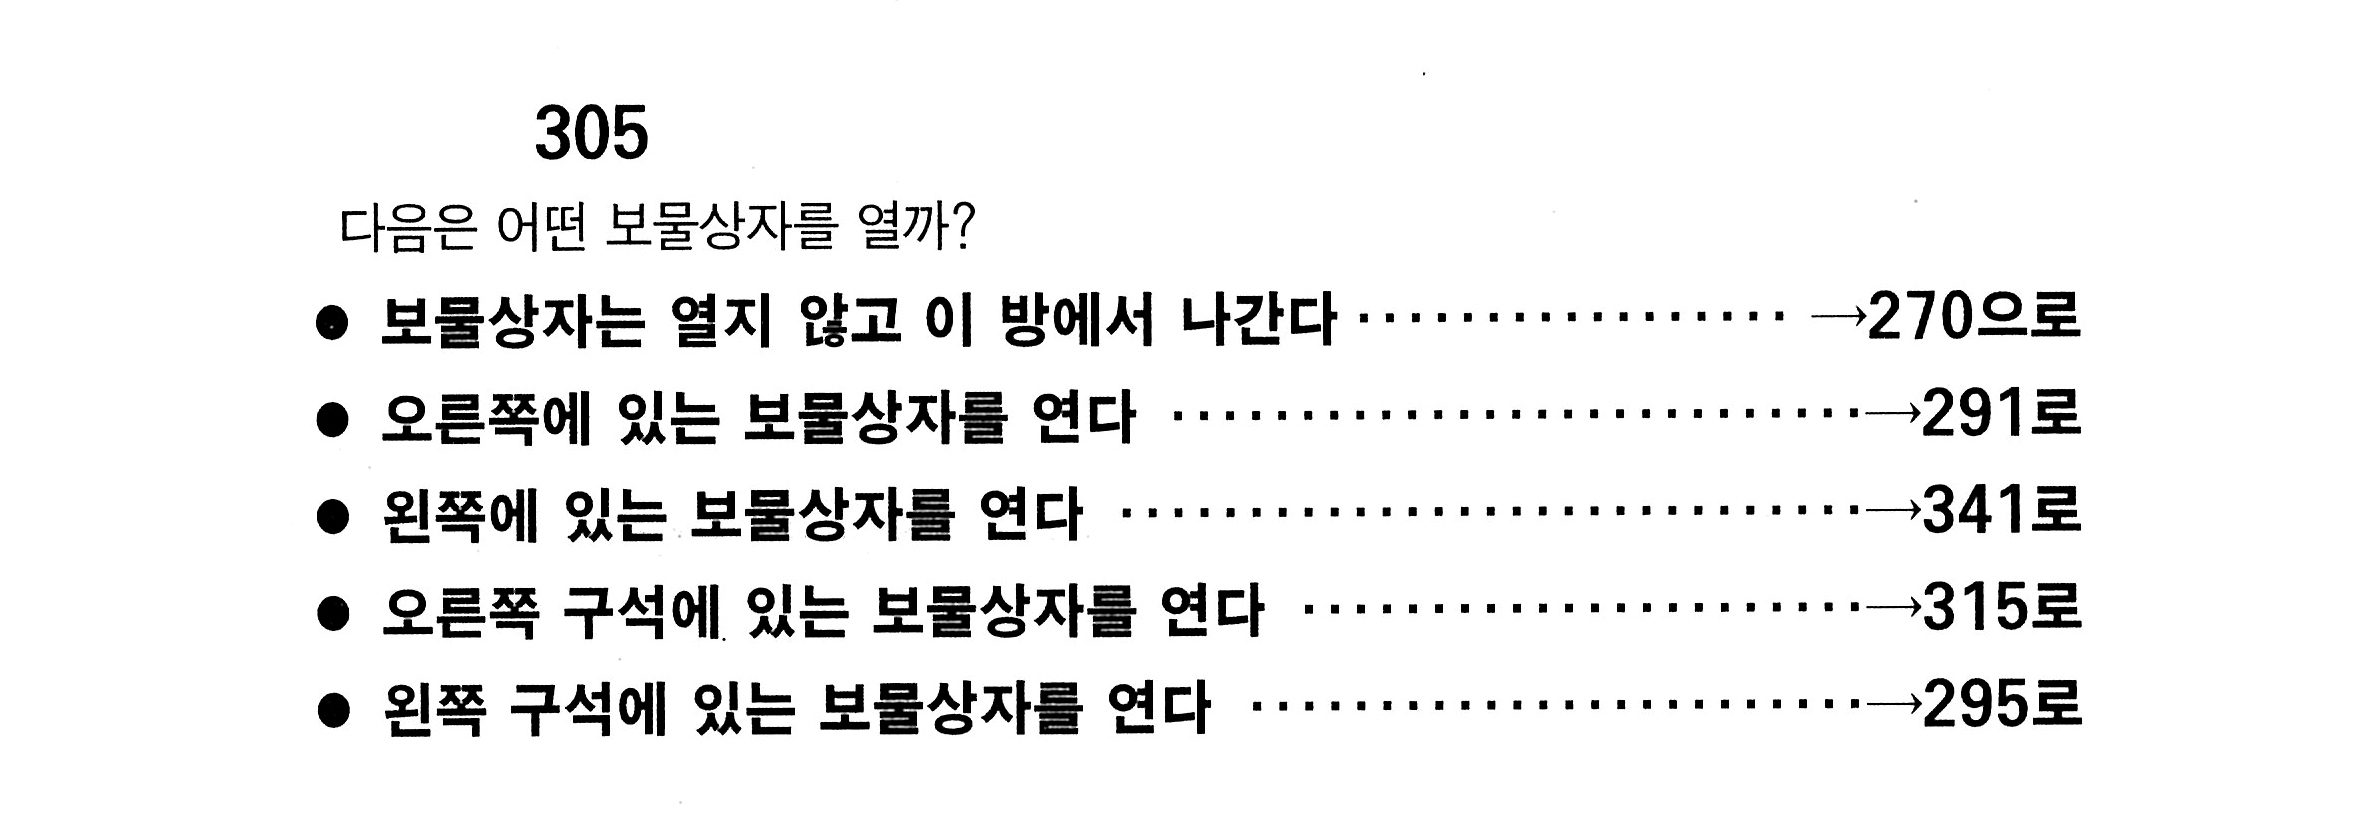 305
다음은 어떤 보물상자를 열까?
● 보물상자는 열지 않고 이 방에서 나간다 ················· →270으로
● 오른쪽에 있는 보물상자를 연다 ···························→291로
● 왼쪽에 있는 보물상자를 연다 ·····························→341로
● 오른쪽 구석에 있는 보물상자를 연다 ······················→315로
● 왼쪽 구석에 있는 보물상자를 연다 ························→295로